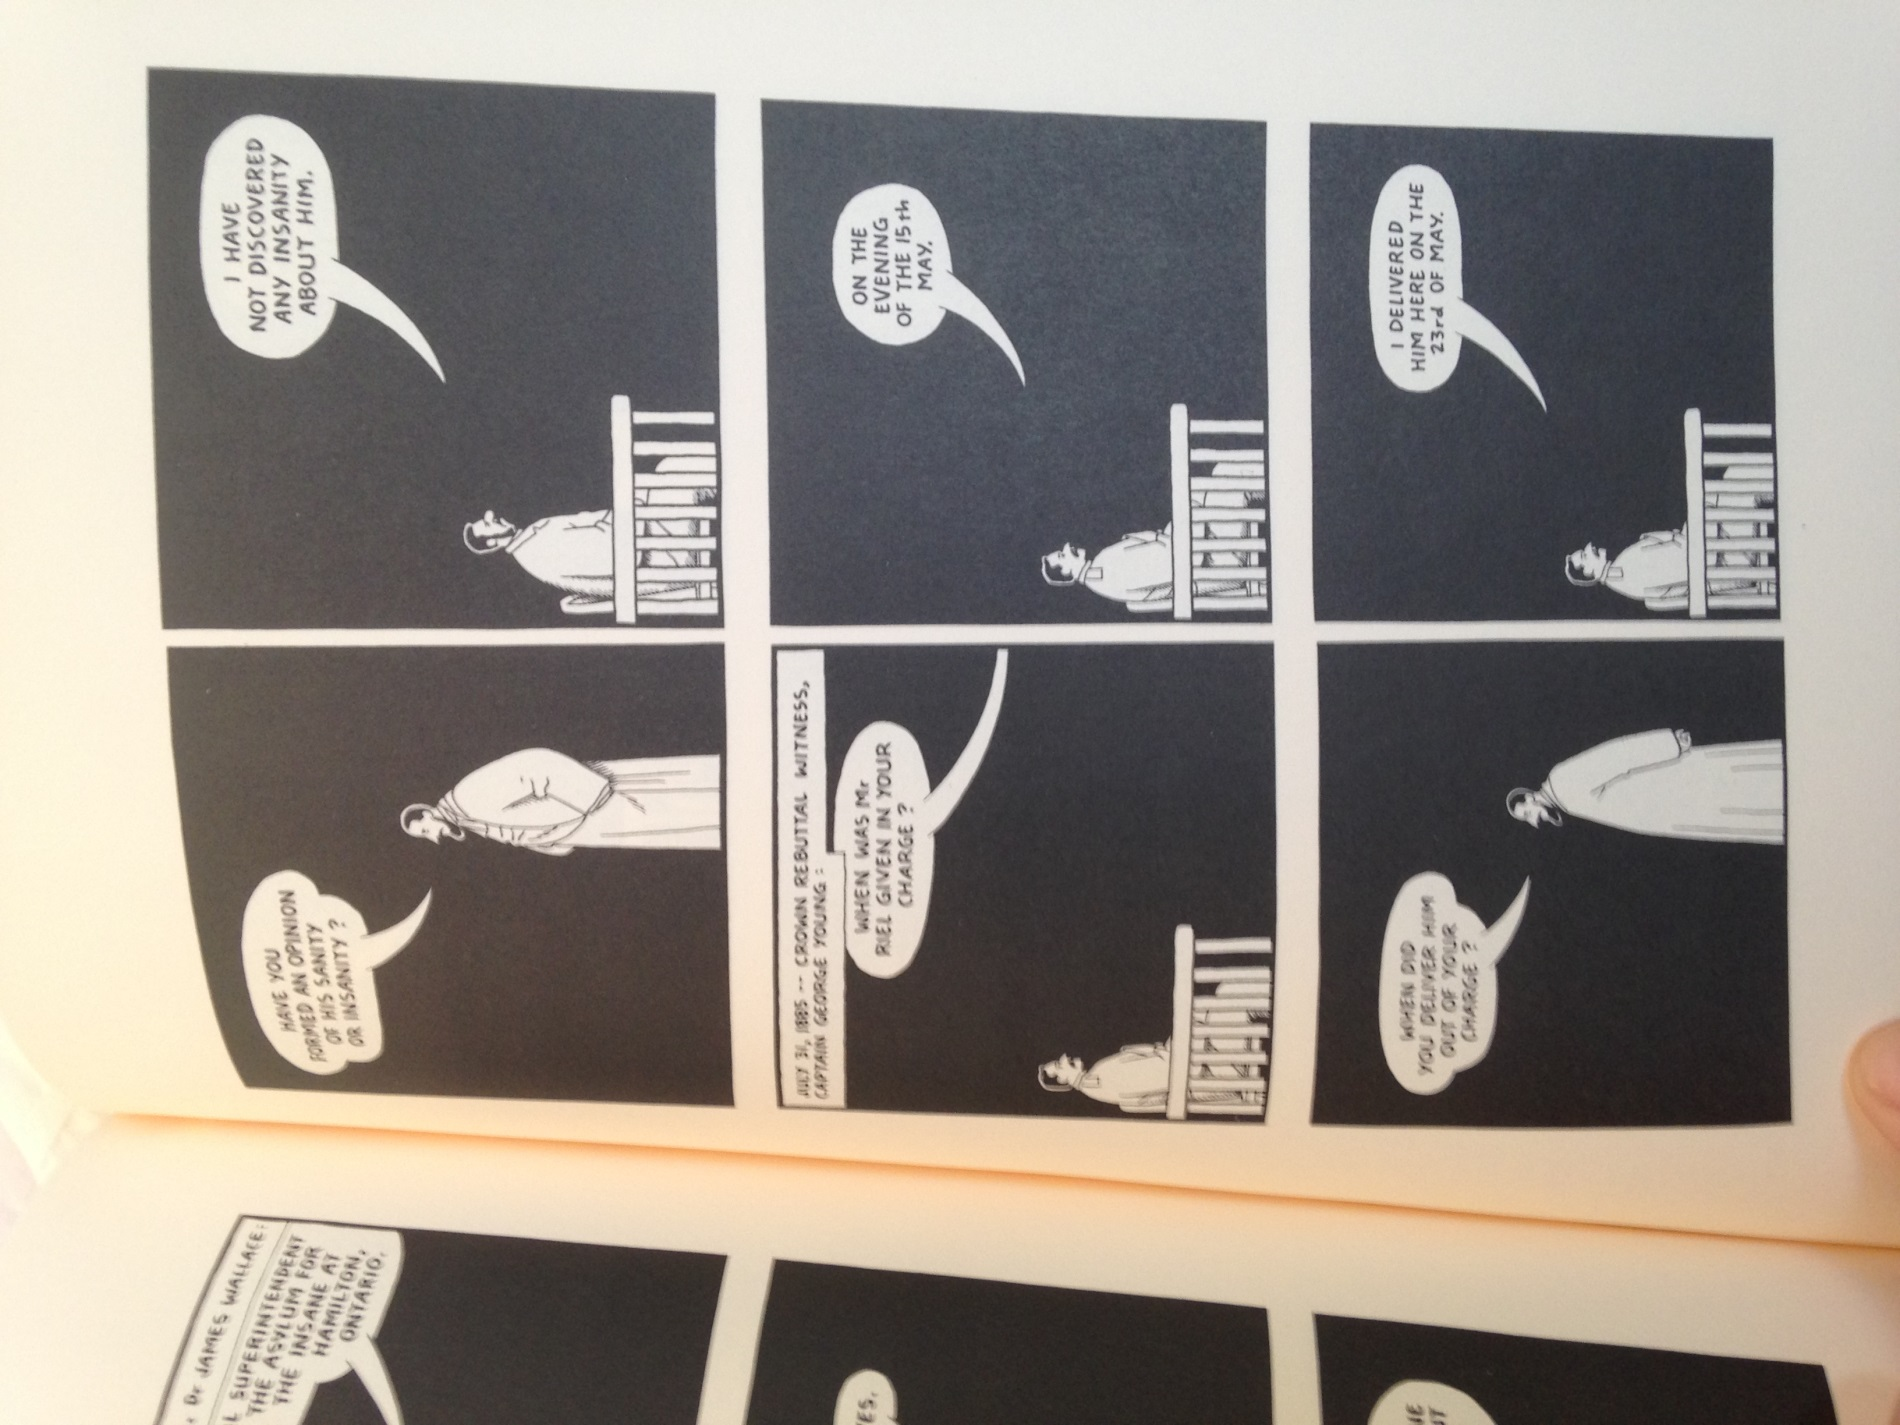 Dr JAMES WALLACE:
SUPERINTENDENT
THE ASYLUM FOR
THE INSANE AT
HAMILTON,
ONTARIO.
YES.
HAVE YOU
FORMED AN OPINION
OF HIS SANITY
OR INSANITY?
I HAVE
NOT DISCOVERED
ANY INSANITY
ABOUT HIM.
JULY 31, 1885 -- CROWN REBUTTAL WITNESS,
CAPTAIN GEORGE YOUNG:
WHEN WAS Mr
RIEL GIVEN IN YOUR
CHARGE?
ON THE
EVENING
OF THE 15th
MAY.
WHEN DID
YOU DELIVER HIM
OUT OF YOUR
CHARGE?
I DELIVERED
HIM HERE ON THE
23rd OF MAY.